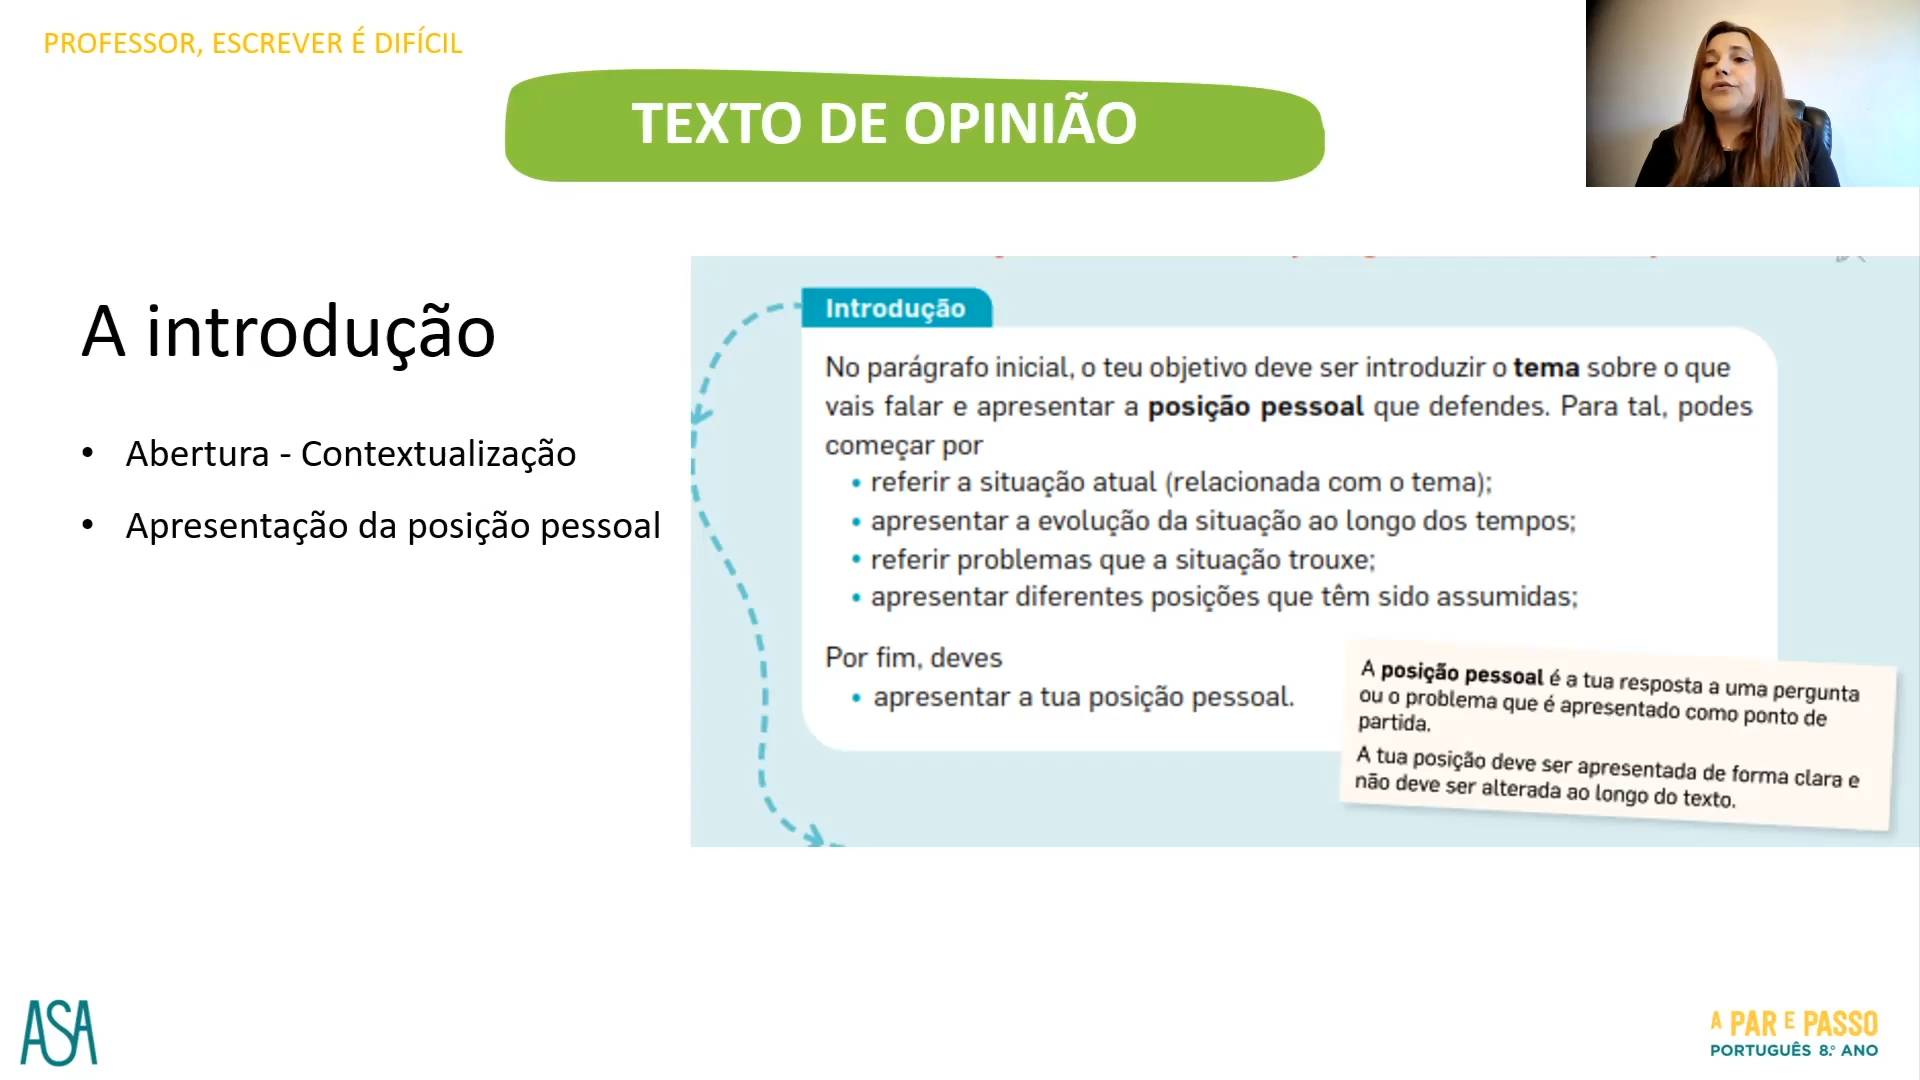 PROFESSOR, ESCREVER É DIFÍCIL
TEXTO DE OPINIÃO
A introdução
• Abertura - Contextualização
• Apresentação da posição pessoal
Introdução
No parágrafo inicial, o teu objetivo deve ser introduzir o tema sobre o que
vais falar e apresentar a posição pessoal que defendes. Para tal, podes
começar por
• referir a situação atual (relacionada com o tema);
• apresentar a evolução da situação ao longo dos tempos;
• referir problemas que a situação trouxe;
• apresentar diferentes posições que têm sido assumidas;
Por fim, deves
• apresentar a tua posição pessoal.
A posição pessoal é a tua resposta a uma pergunta
ou o problema que é apresentado como ponto de
partida.
A tua posição deve ser apresentada de forma clara e
não deve ser alterada ao longo do texto.
ASA
A PAR E PASSO
PORTUGUÊS 8.º ANO